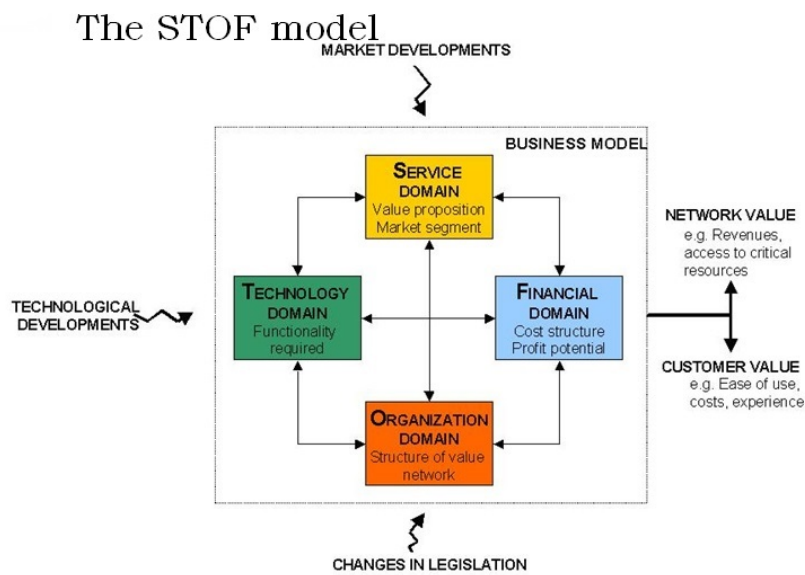 The STOF model
MARKET DEVELOPMENTS
BUSINESS MODEL
SERVICE
DOMAIN
Value proposition
Market segment
NETWORK VALUE
e.g. Revenues,
access to critical
resources
TECHNOLOGY
DOMAIN
Functionality
required
FINANCIAL
DOMAIN
Cost structure
Profit potential
TECHNOLOGICAL
DEVELOPMENTS
CUSTOMER VALUE
e.g. Ease of use,
costs, experience
ORGANIZATION
DOMAIN
Structure of value
network
CHANGES IN LEGISLATION